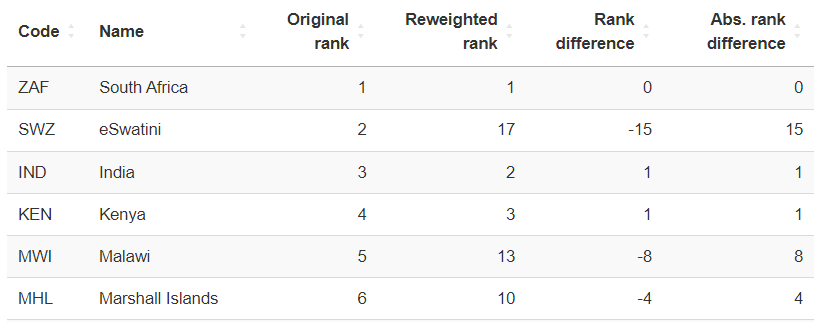 Code Name Original rank Reweighted rank Rank difference Abs. rank difference
ZAF South Africa 1 1 0 0
SWZ eSwatini 2 17 -15 15
IND India 3 2 1 1
KEN Kenya 4 3 1 1
MWI Malawi 5 13 -8 8
MHL Marshall Islands 6 10 -4 4